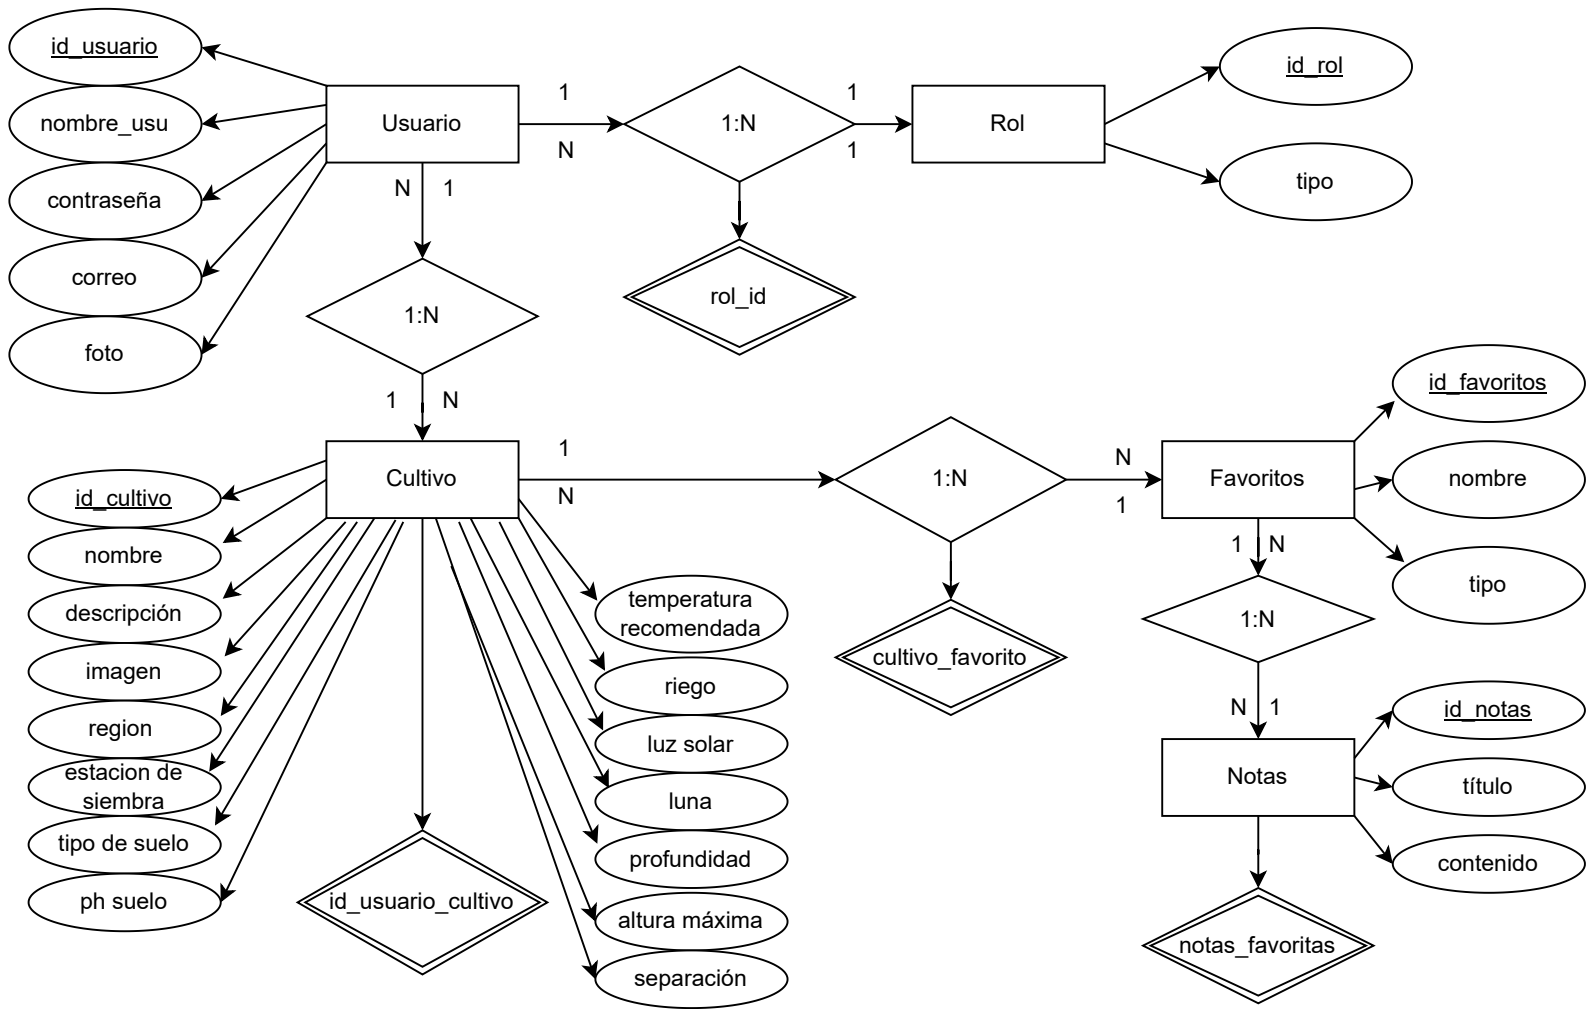 id_usuario
nombre_usu
contraseña
correo
foto
Usuario
1
N
1:N
1
1
Rol
id_rol
tipo
rol_id
N
1
1:N
1
N
Cultivo
id_cultivo
nombre
descripción
imagen
region
estacion de
siembra
tipo de suelo
ph suelo
id_usuario_cultivo
temperatura
recomendada
riego
luz solar
luna
profundidad
altura máxima
separación
1
N
1:N
N
1
cultivo_favorito
Favoritos
id_favoritos
nombre
tipo
1
N
1:N
N
1
Notas
id_notas
título
contenido
notas_favoritas